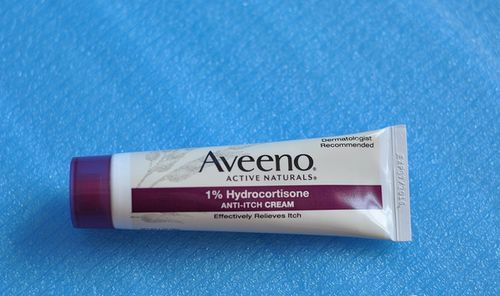 Dermatologist
Recommended
Aveeno®
ACTIVE NATURALS®
1% Hydrocortisone
ANTI-ITCH CREAM
Effectively Relieves Itch